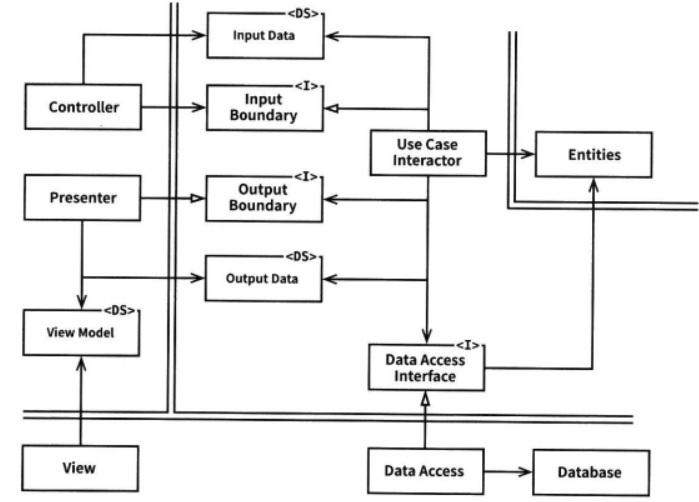 <DS>
Input Data
<I>
Input
Boundary
Controller
Use Case
Interactor
Entities
<I>
Output
Boundary
Presenter
<DS>
Output Data
<DS>
View Model
<I>
Data Access
Interface
View
Data Access
Database